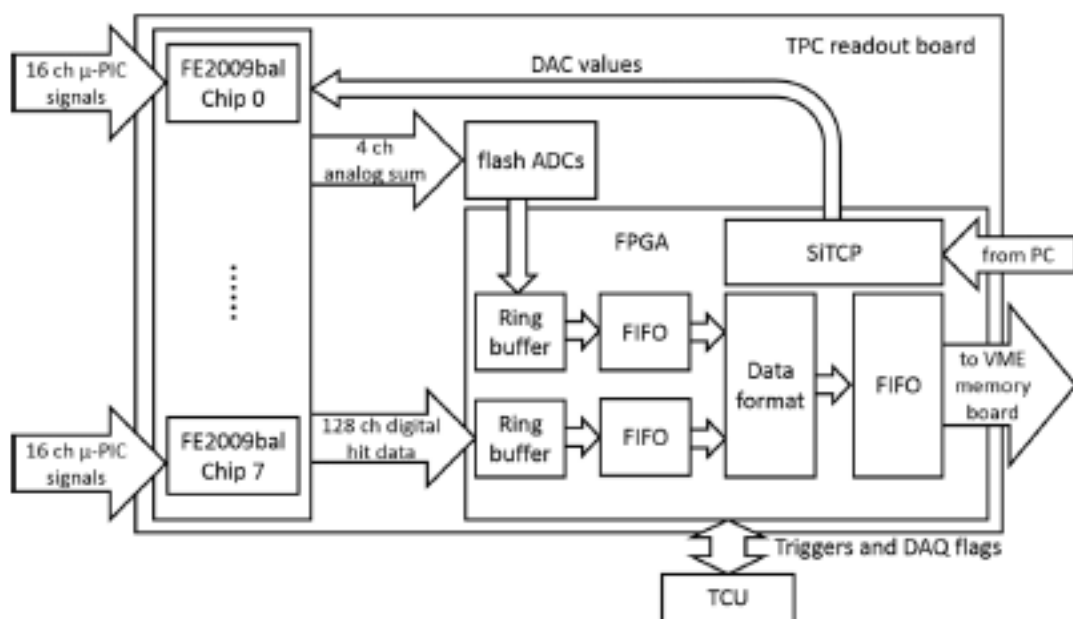 TPC readout board
16 ch μ-PIC
signals
FE2009bal
Chip 0
DAC values
4 ch
analog sum
flash ADCs
FPGA
SiTCP
from PC
Ring
buffer
FIFO
Data
format
FIFO
to VME
memory
board
16 ch μ-PIC
signals
FE2009bal
Chip 7
128 ch digital
hit data
Ring
buffer
FIFO
Triggers and DAQ flags
TCU